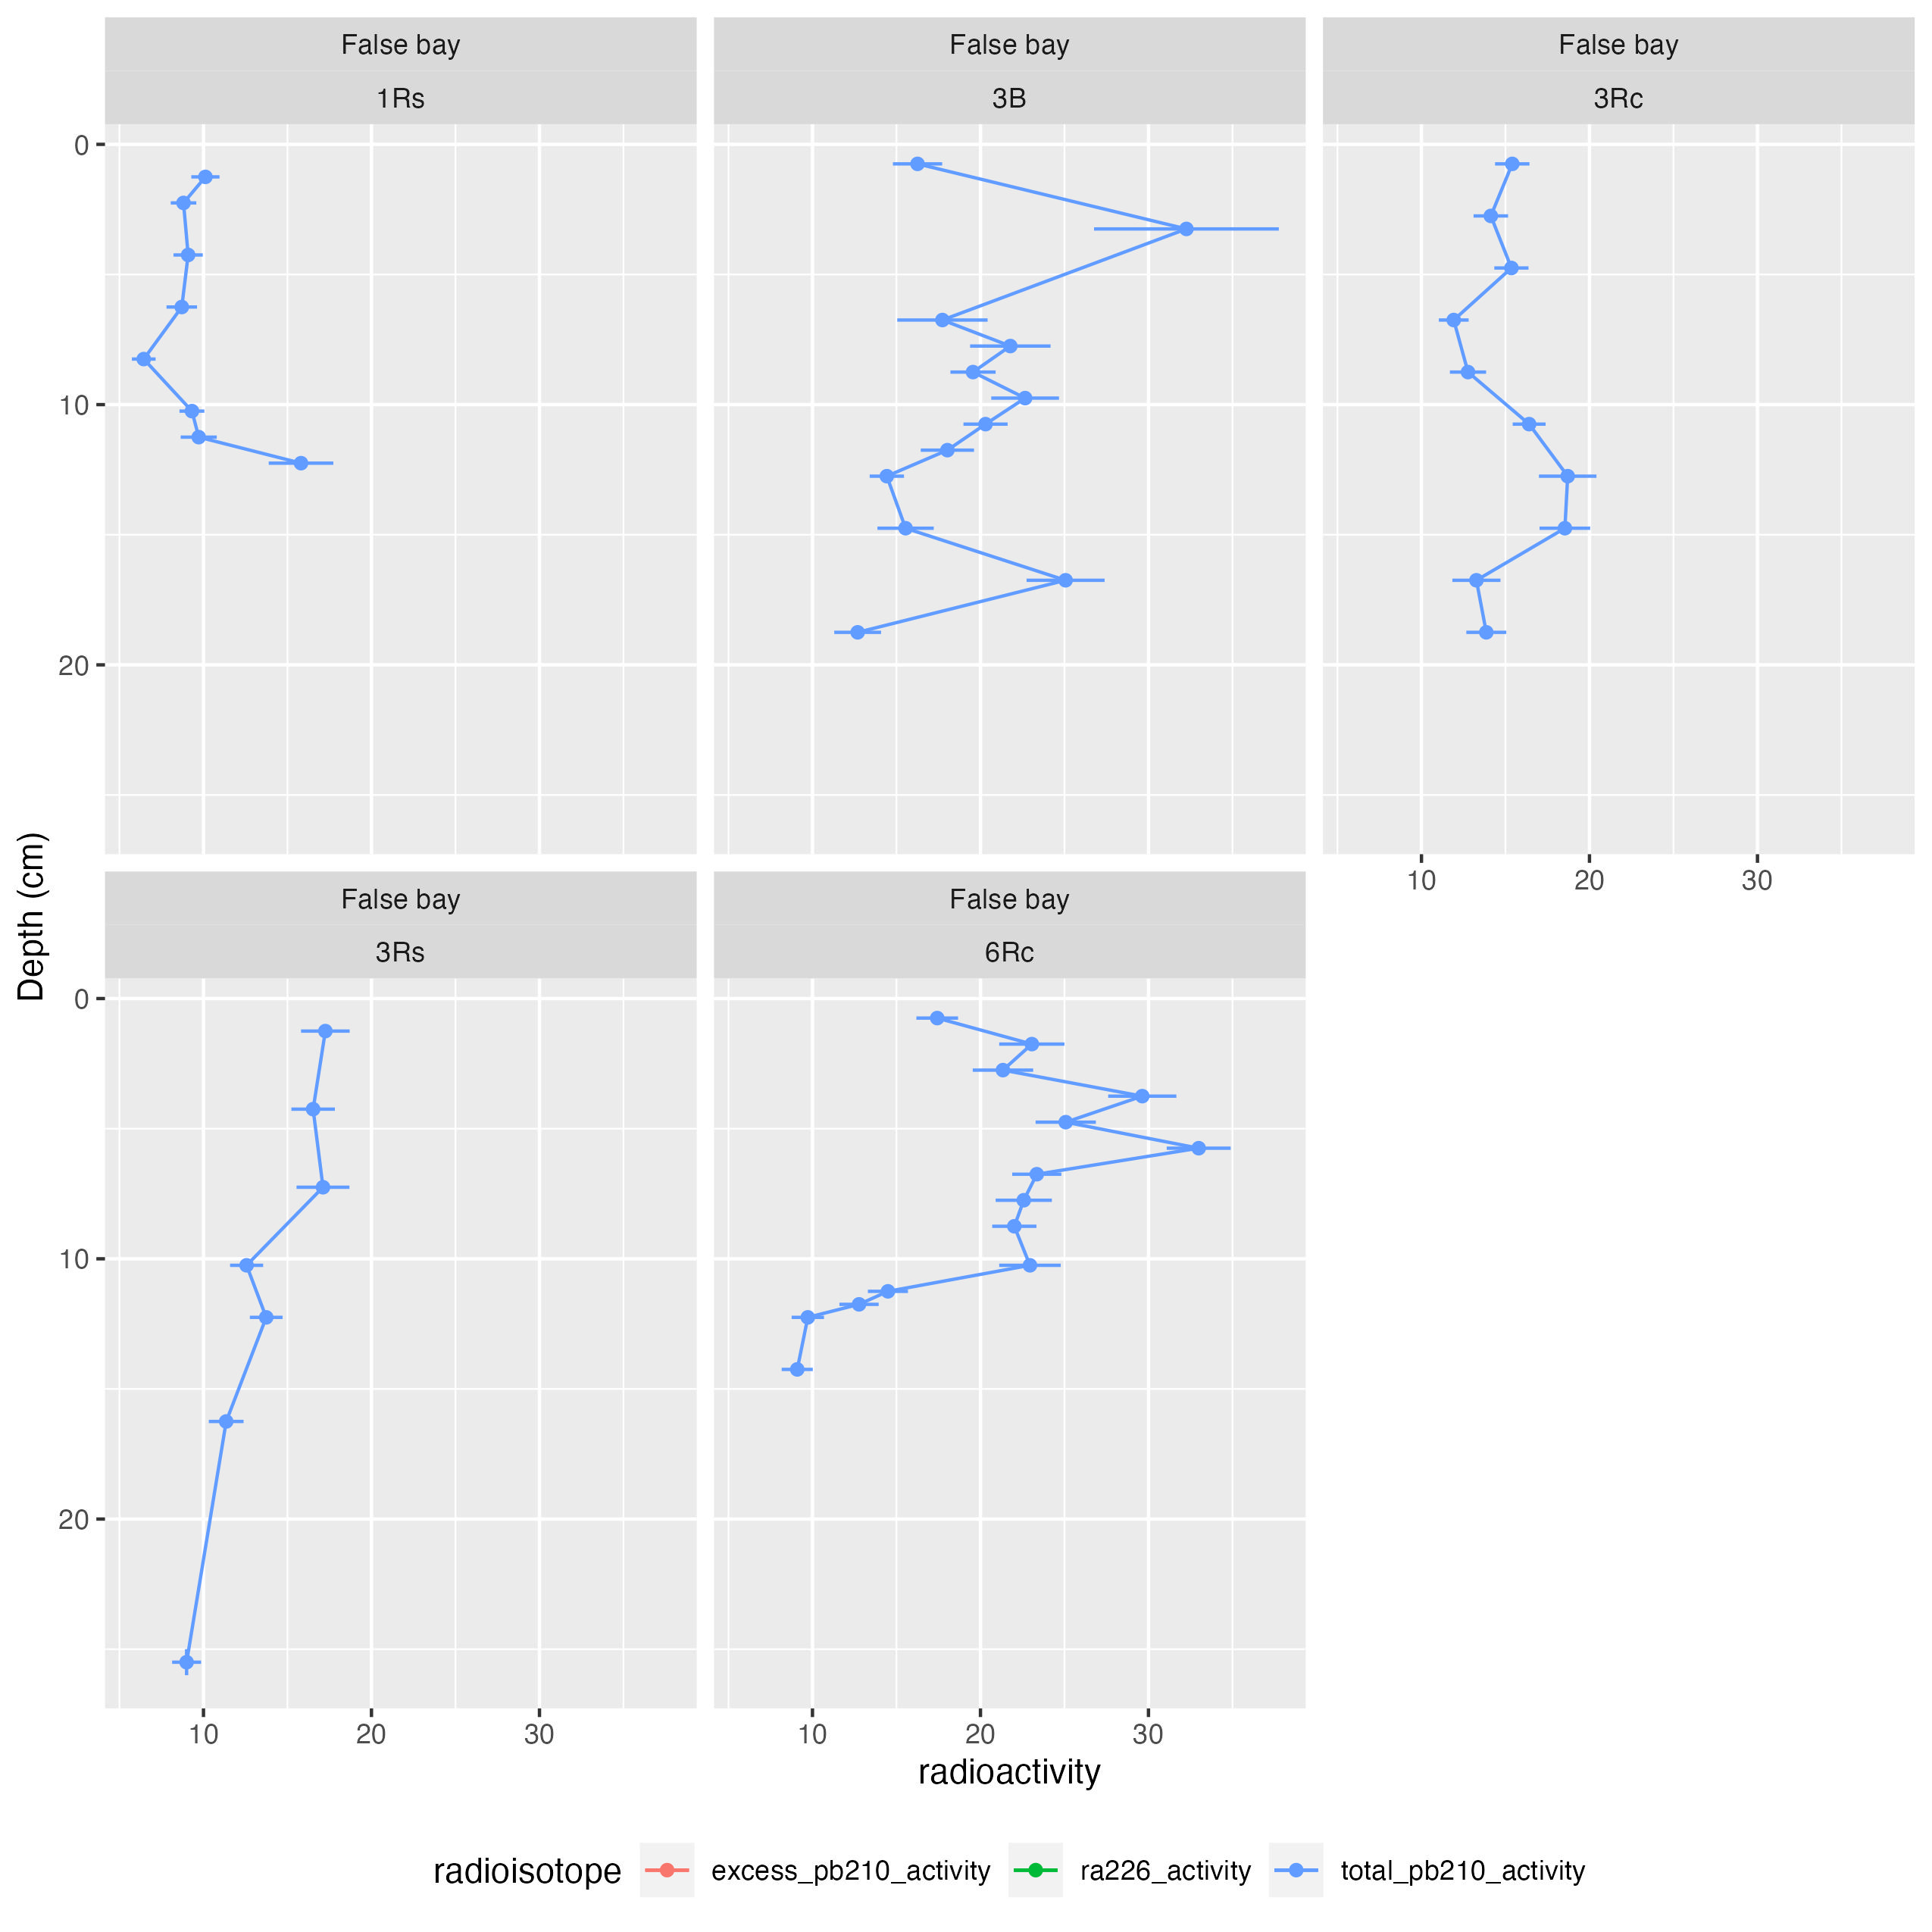 False bay
False bay
False bay
1Rs
3B
3Rc
0
10
20
10
20
30
Depth (cm)
False bay
False bay
3Rs
6Rc
0
10
20
10
20
30
10
20
30
radioactivity
radioisotope
excess_pb210_activity
ra226_activity
total_pb210_activity